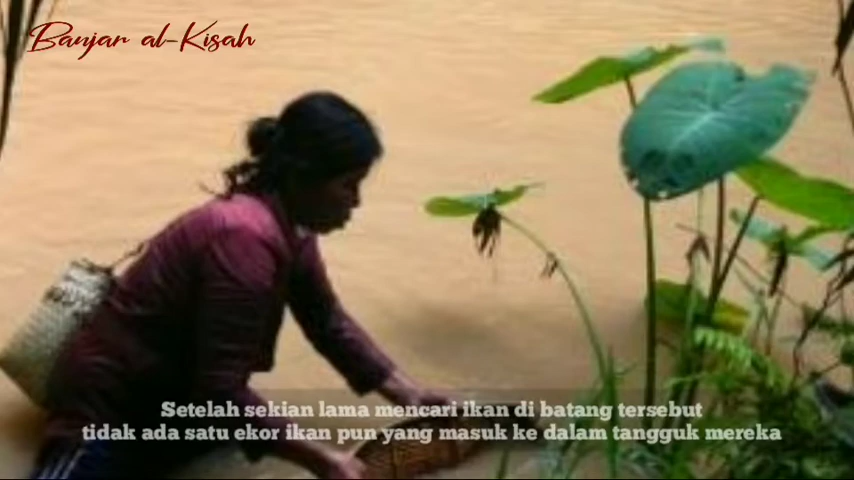 Banjar al-Kisah
Setelah sekian lama mencari ikan di batang tersebut
tidak ada satu ekor ikan pun yang masuk ke dalam tangguk mereka